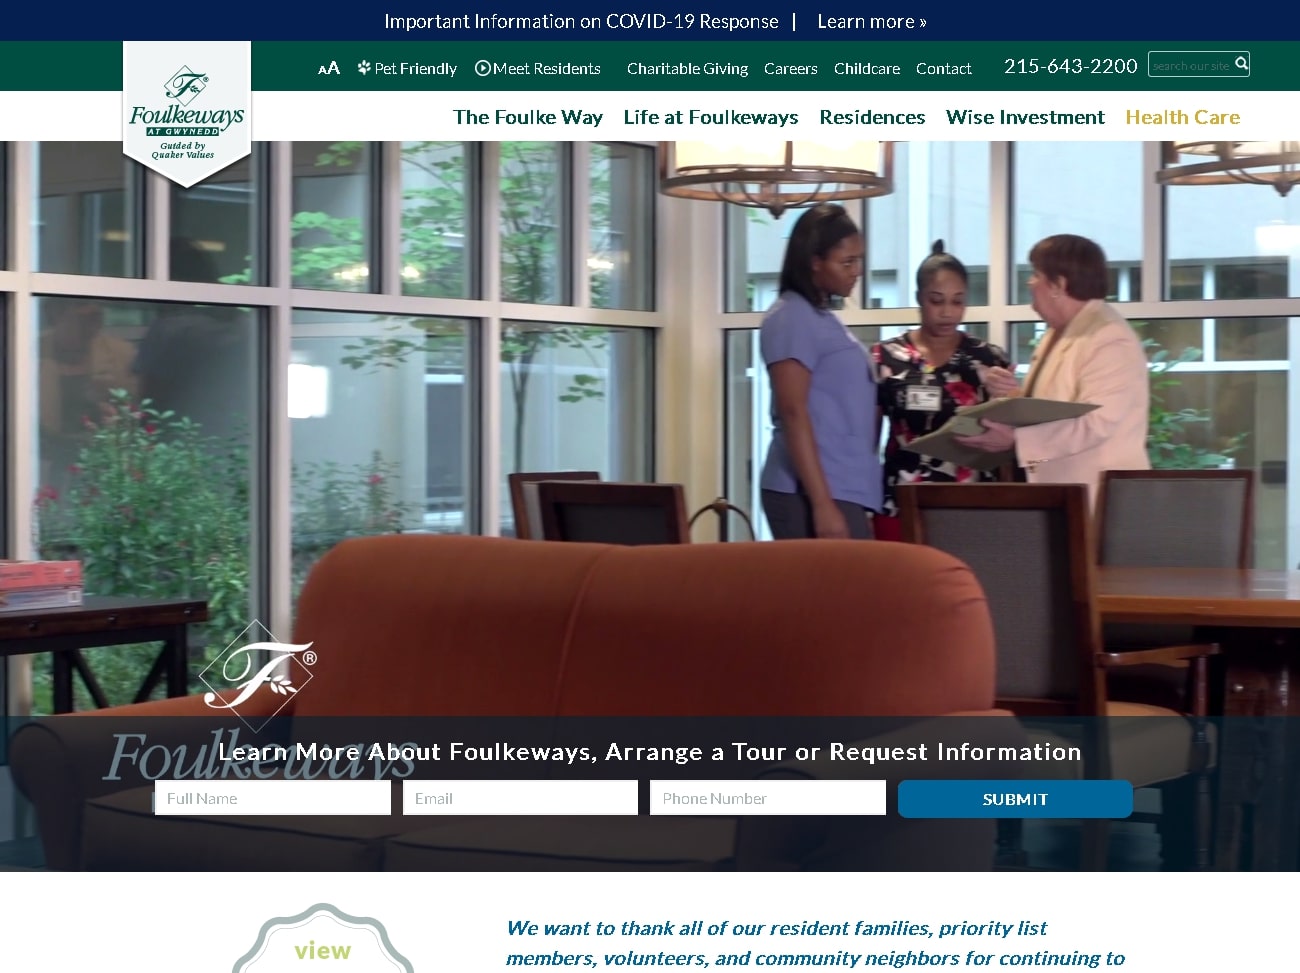 Important Information on COVID-19 Response | Learn more »
AA Pet Friendly Meet Residents Charitable Giving Careers Childcare Contact 215-643-2200 search our site
Foulkeways®
AT GWYNEDD
Guided by
Quaker Values
The Foulke Way Life at Foulkeways Residences Wise Investment Health Care
F®
Foulkeways
Learn More About Foulkeways, Arrange a Tour or Request Information
Full Name Email Phone Number SUBMIT
view
We want to thank all of our resident families, priority list
members, volunteers, and community neighbors for continuing to